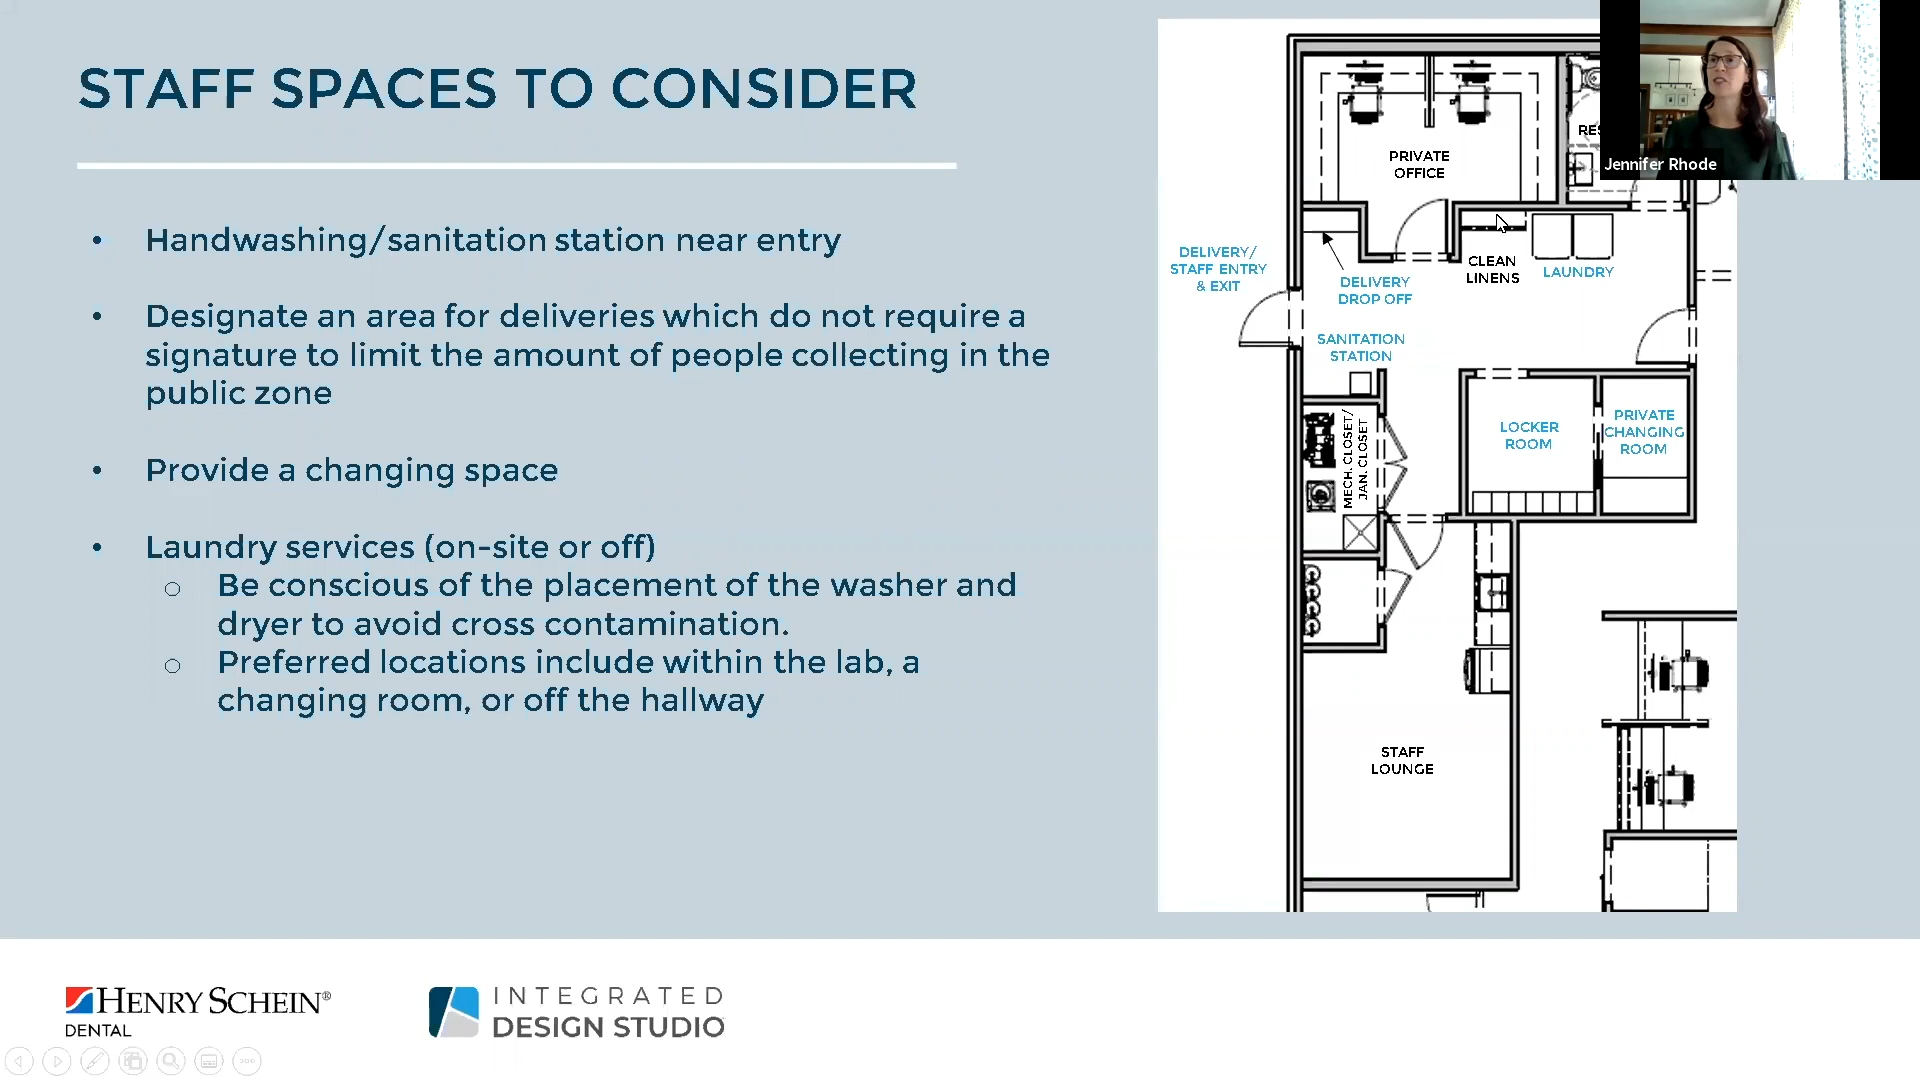 STAFF SPACES TO CONSIDER
• Handwashing/sanitation station near entry
• Designate an area for deliveries which do not require a
signature to limit the amount of people collecting in the
public zone
• Provide a changing space
• Laundry services (on-site or off)
o Be conscious of the placement of the washer and
dryer to avoid cross contamination.
o Preferred locations include within the lab, a
changing room, or off the hallway
PRIVATE
OFFICE
Jennifer Rhode
DELIVERY/
STAFF ENTRY
& EXIT
DELIVERY
DROP OFF
CLEAN
LINENS
LAUNDRY
SANITATION
STATION
MECH. CLOSET/
JAN. CLOSET
LOCKER
ROOM
PRIVATE
CHANGING
ROOM
STAFF
LOUNGE
HENRY SCHEIN®
DENTAL
INTEGRATED
DESIGN STUDIO